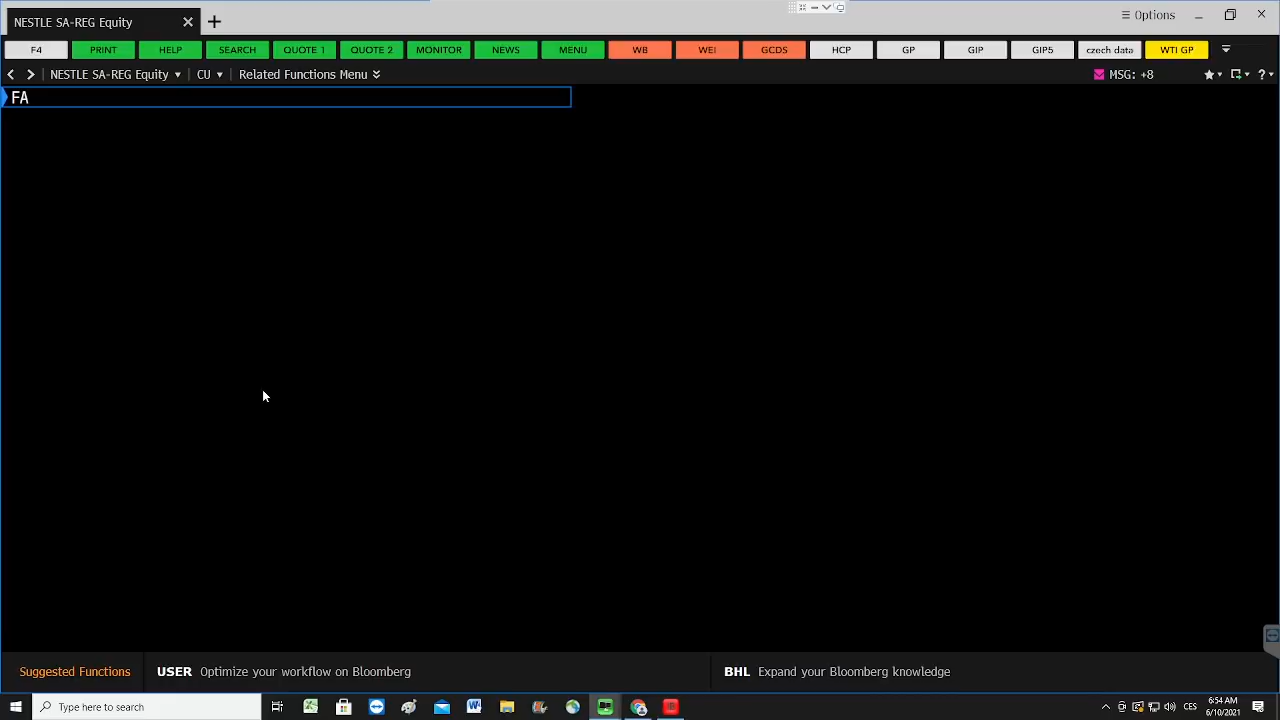 NESTLE SA-REG Equity
Options
F4 PRINT HELP SEARCH QUOTE 1 QUOTE 2 MONITOR NEWS MENU WB WEI GCDS HCP GP GIP GIP5 czech data WTI GP
NESTLE SA-REG Equity CU Related Functions Menu MSG: +8
FA
Suggested Functions USER Optimize your workflow on Bloomberg BHL Expand your Bloomberg knowledge
Type here to search CES 6:54 AM
6/10/2021